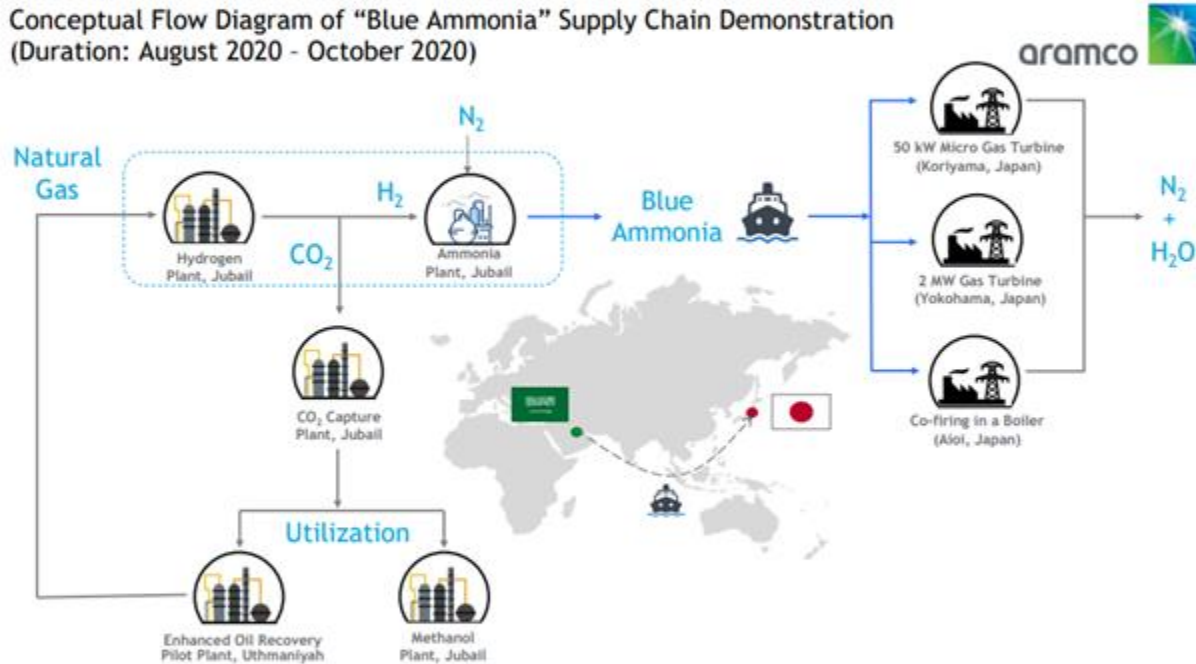 Conceptual Flow Diagram of “Blue Ammonia” Supply Chain Demonstration
(Duration: August 2020 – October 2020)
aramco
Natural
Gas
N₂
H₂
CO₂
Hydrogen
Plant, Jubail
Ammonia
Plant, Jubail
Blue
Ammonia
50 kW Micro Gas Turbine
(Koriyama, Japan)
2 MW Gas Turbine
(Yokohama, Japan)
Co-firing in a Boiler
(Aioi, Japan)
N₂
+
H₂O
CO₂ Capture
Plant, Jubail
Utilization
Enhanced Oil Recovery
Pilot Plant, Uthmaniyah
Methanol
Plant, Jubail